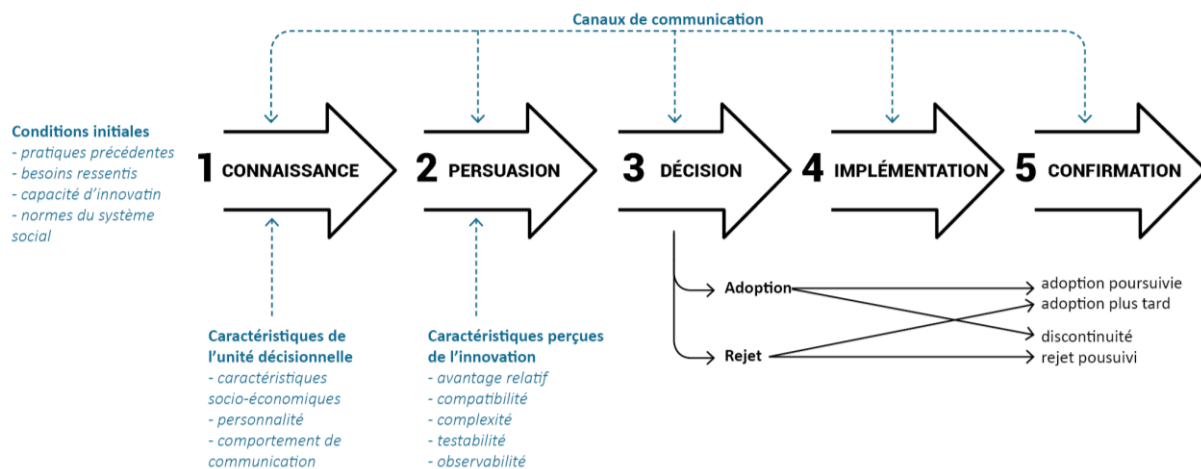 Canaux de communication
Conditions initiales
- pratiques précédentes
- besoins ressentis
- capacité d'innovatin
- normes du système
social
1 CONNAISSANCE
2 PERSUASION
3 DÉCISION
4 IMPLÉMENTATION
5 CONFIRMATION
Adoption
Rejet
adoption poursuivie
adoption plus tard
discontinuité
rejet pousuivi
Caractéristiques de
l'unité décisionnelle
- caractéristiques
socio-économiques
- personnalité
- comportement de
communication
Caractéristiques perçues
de l'innovation
- avantage relatif
- compatibilité
- complexité
- testabilité
- observabilité